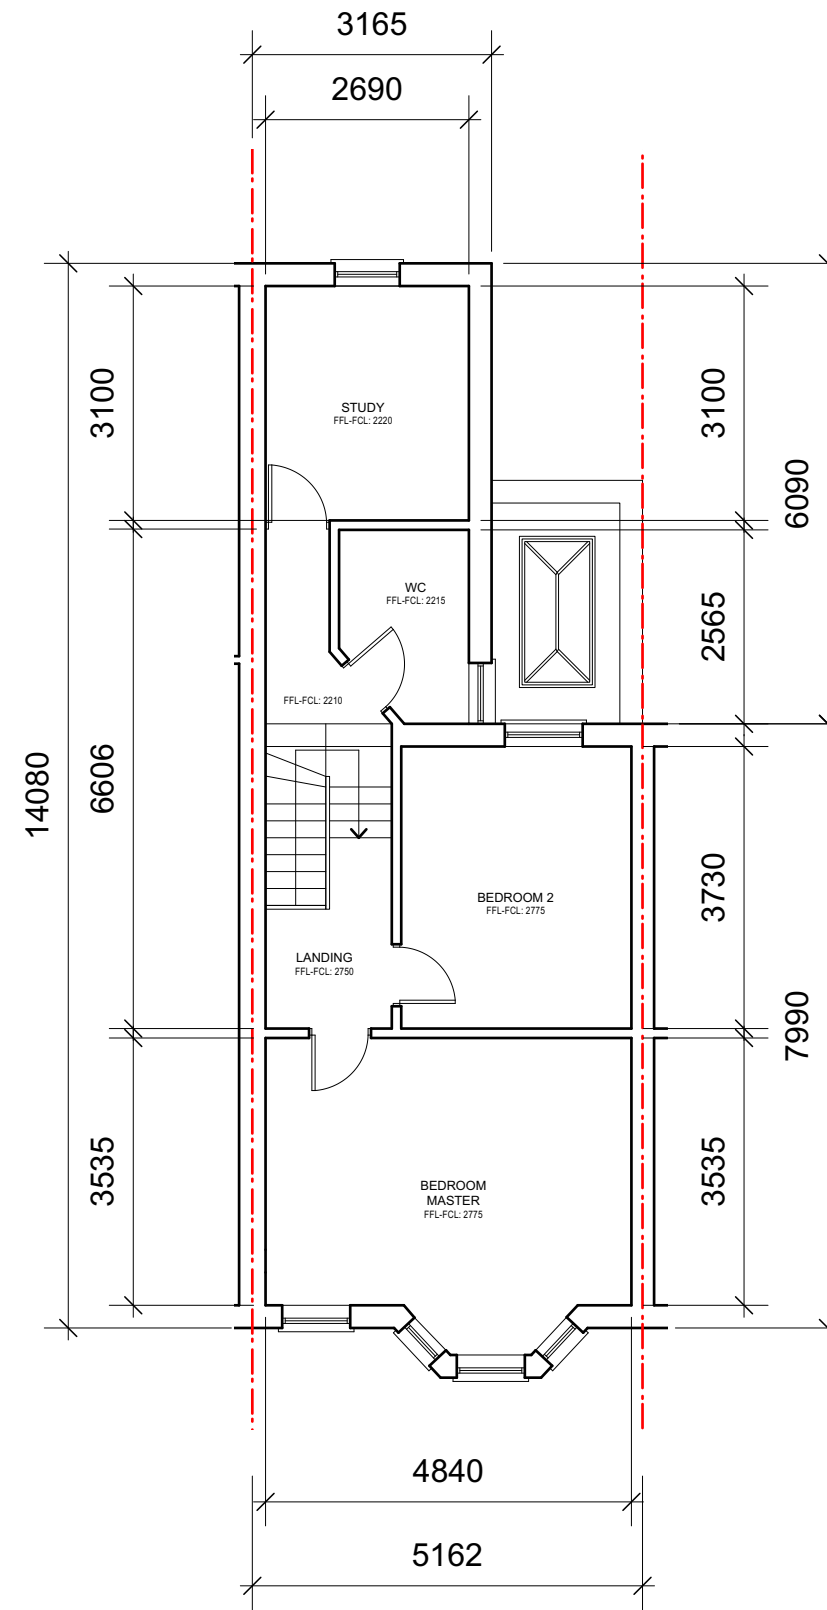 3165
2690
3100
3100
STUDY
FFL-FCL: 2220
6090
WC
FFL-FCL: 2215
2565
FFL-FCL: 2210
14080
6606
3730
BEDROOM 2
FFL-FCL: 2775
LANDING
FFL-FCL: 2750
7990
3535
3535
BEDROOM
MASTER
FFL-FCL: 2775
4840
5162